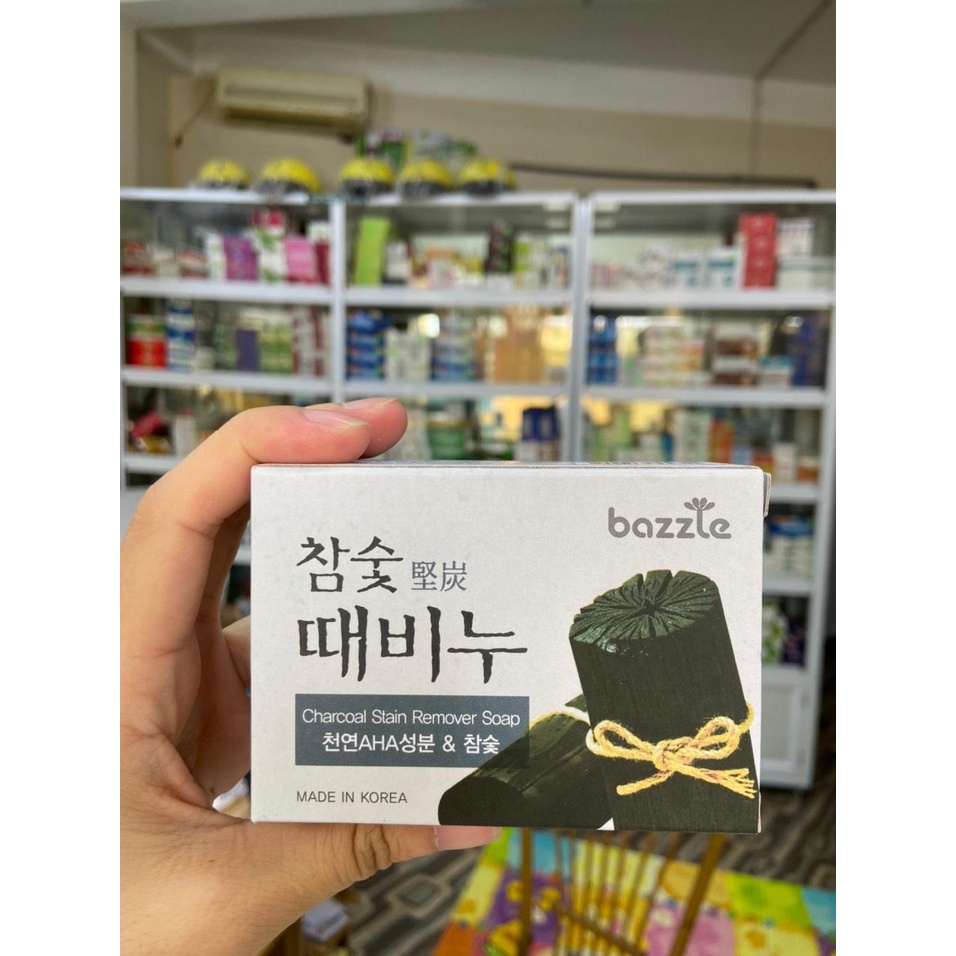 bazzle
참숯 堅炭
때비누
Charcoal Stain Remover Soap
천연AHA성분 & 참숯
MADE IN KOREA